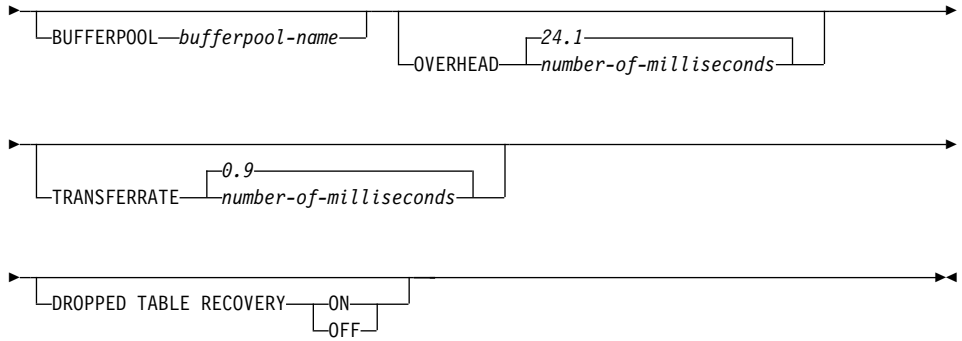 BUFFERPOOL bufferpool-name
24.1
OVERHEAD number-of-milliseconds
0.9
TRANSFERRATE number-of-milliseconds
DROPPED TABLE RECOVERY ON
OFF